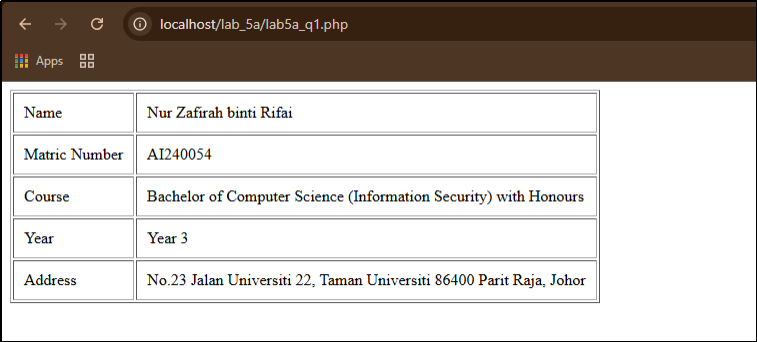 localhost/lab_5a/lab5a_q1.php
Apps
Name Nur Zafirah binti Rifai
Matric Number AI240054
Course Bachelor of Computer Science (Information Security) with Honours
Year Year 3
Address No.23 Jalan Universiti 22, Taman Universiti 86400 Parit Raja, Johor